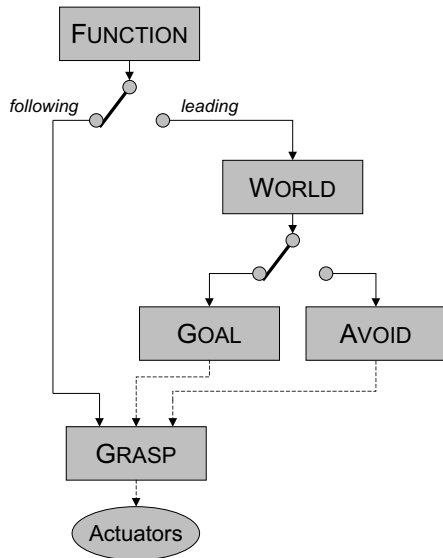 FUNCTION
following leading
WORLD
GOAL AVOID
GRASP
Actuators